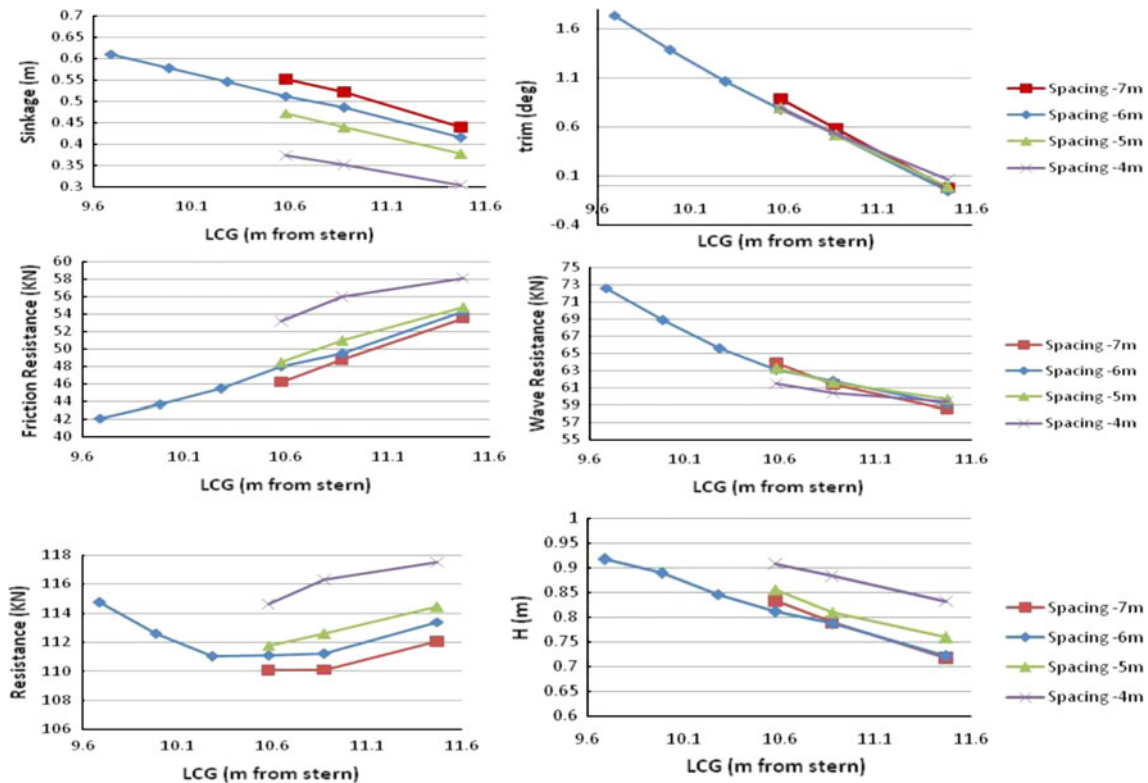 Sinkage (m)
0.7
0.65
0.6
0.55
0.5
0.45
0.4
0.35
0.3
9.6 10.1 10.6 11.1 11.6
LCG (m from stern)
trim (deg)
1.6
1.1
0.6
0.1
-0.4
9.6 10.1 10.6 11.1 11.6
LCG (m from stern)
Spacing -7m
Spacing -6m
Spacing -5m
Spacing -4m
Friction Resistance (KN)
60
58
56
54
52
50
48
46
44
42
40
9.6 10.1 10.6 11.1 11.6
LCG (m from stern)
Wave Resistance (KN)
75
73
71
69
67
65
63
61
59
57
55
9.6 10.1 10.6 11.1 11.6
LCG (m from stern)
Spacing -7m
Spacing -6m
Spacing -5m
Spacing -4m
Resistance (KN)
118
116
114
112
110
108
106
9.6 10.1 10.6 11.1 11.6
LCG (m from stern)
H (m)
1
0.95
0.9
0.85
0.8
0.75
0.7
0.65
0.6
9.6 10.1 10.6 11.1 11.6
LCG (m from stern)
Spacing -7m
Spacing -6m
Spacing -5m
Spacing -4m